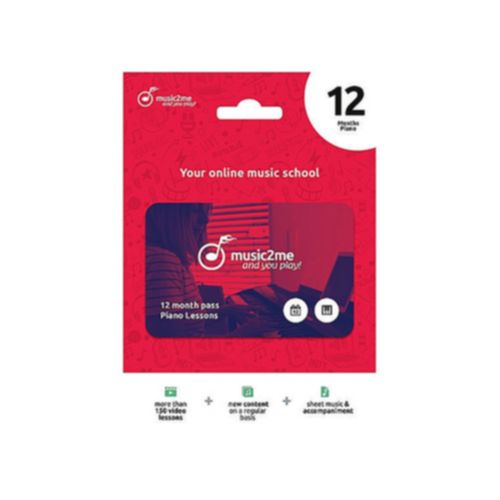 music2me
and you play!
12
Months
Piano
Your online music school
music2me
and you play!
12 month pass
Piano Lessons
more than
150 video
lessons
+
new content
on a regular
basis
+
sheet music &
accompaniment